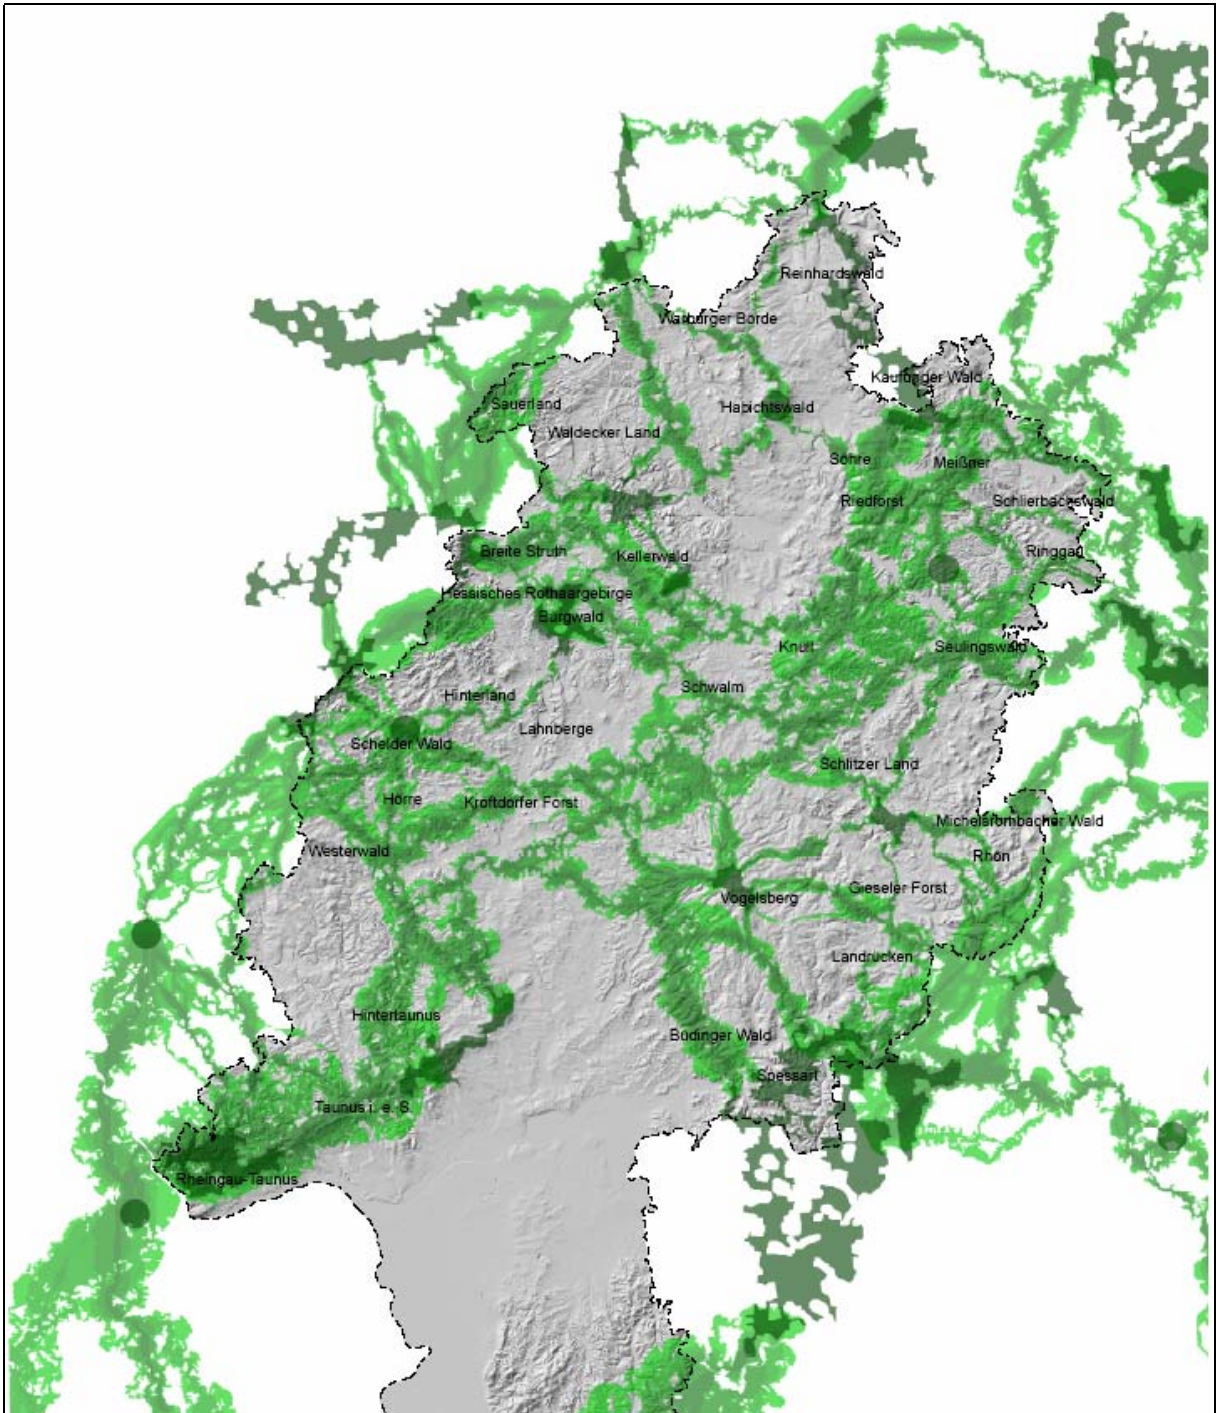 Reinhardswald
Warburger Börde
Kaufunger Wald
Sauerland
Habichtswald
Waldecker Land
Söhre
Meißner
Riedforst
Schlierbachswald
Breite Struth
Kellerwald
Ringgau
Hessisches Rothaargebirge
Burgwald
Knüll
Seulingswald
Schwalm
Hinterland
Lahnberge
Schelder Wald
Schlitzer Land
Hörre
Kroftdorfer Forst
Michelsrombacher Wald
Westerwald
Rhön
Gieseler Forst
Vogelsberg
Landrücken
Hintertaunus
Büdinger Wald
Spessart
Taunus i. e. S.
Rheingau-Taunus